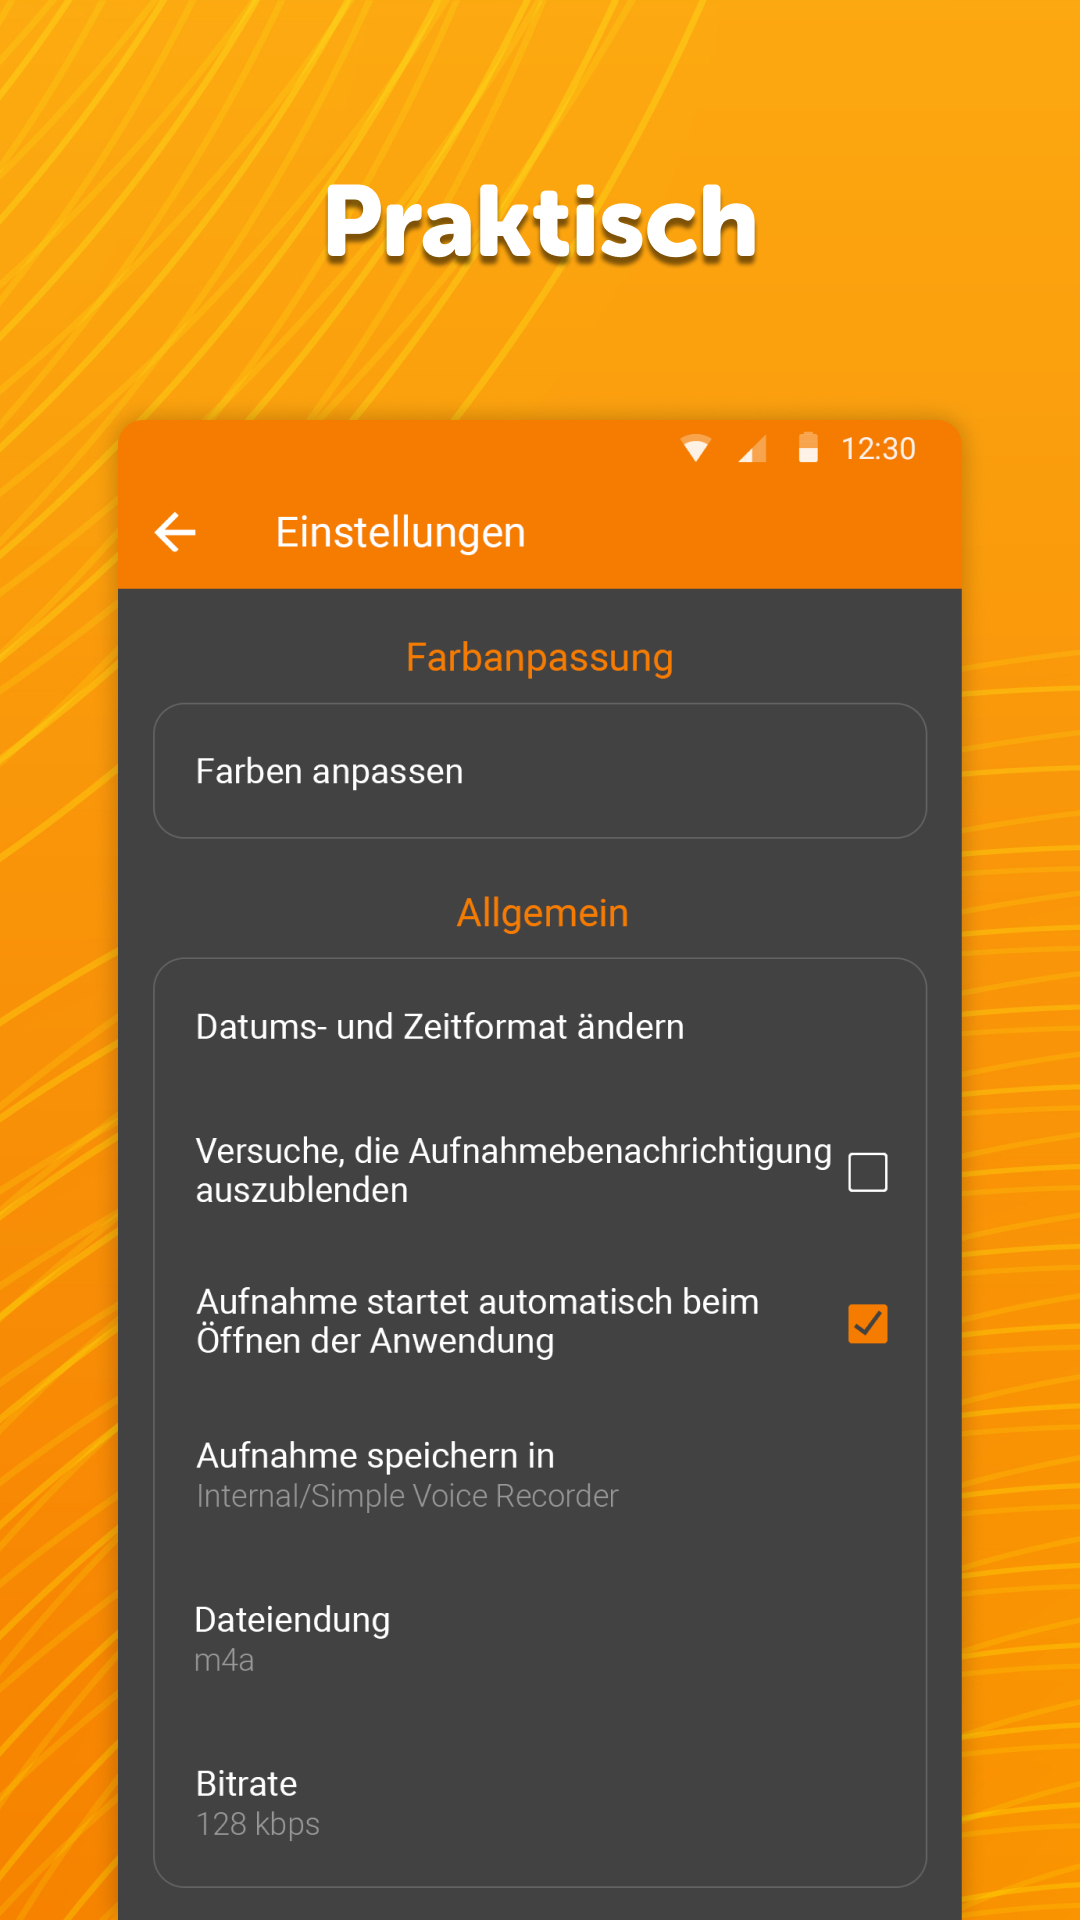 Praktisch
12:30
Einstellungen
Farbanpassung
Farben anpassen
Allgemein
Datums- und Zeitformat ändern
Versuche, die Aufnahmebenachrichtigung
auszublenden
Aufnahme startet automatisch beim
Öffnen der Anwendung
Aufnahme speichern in
Internal/Simple Voice Recorder
Dateiendung
m4a
Bitrate
128 kbps